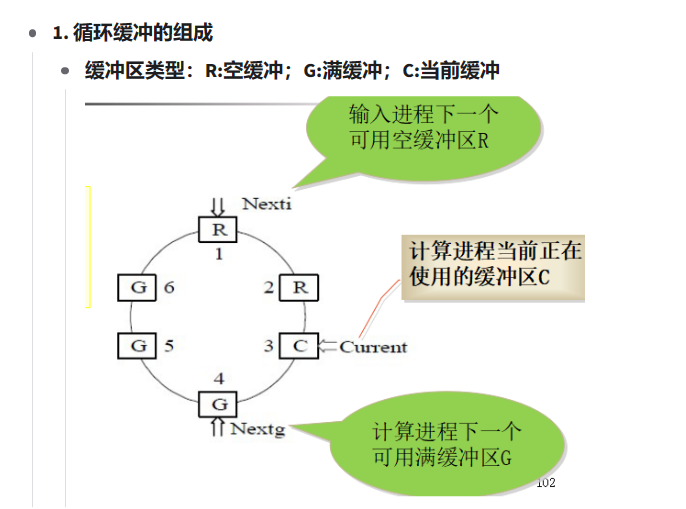 1. 循环缓冲的组成
缓冲区类型：R:空缓冲；G:满缓冲；C:当前缓冲
输入进程下一个
可用空缓冲区R
Nexti
R
1
G 6
2 R
计算进程当前正在
使用的缓冲区C
G 5
3 C
Current
4
G
Nextg
计算进程下一个
可用满缓冲区G
102